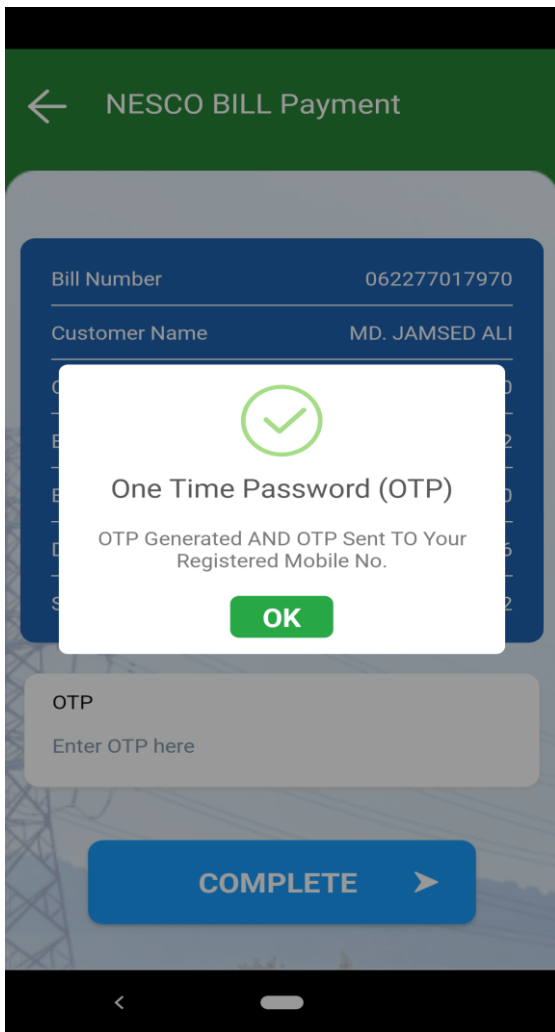 NESCO BILL Payment
Bill Number 062277017970
Customer Name MD. JAMSED ALI
One Time Password (OTP)
OTP Generated AND OTP Sent TO Your
Registered Mobile No.
OK
OTP
Enter OTP here
COMPLETE